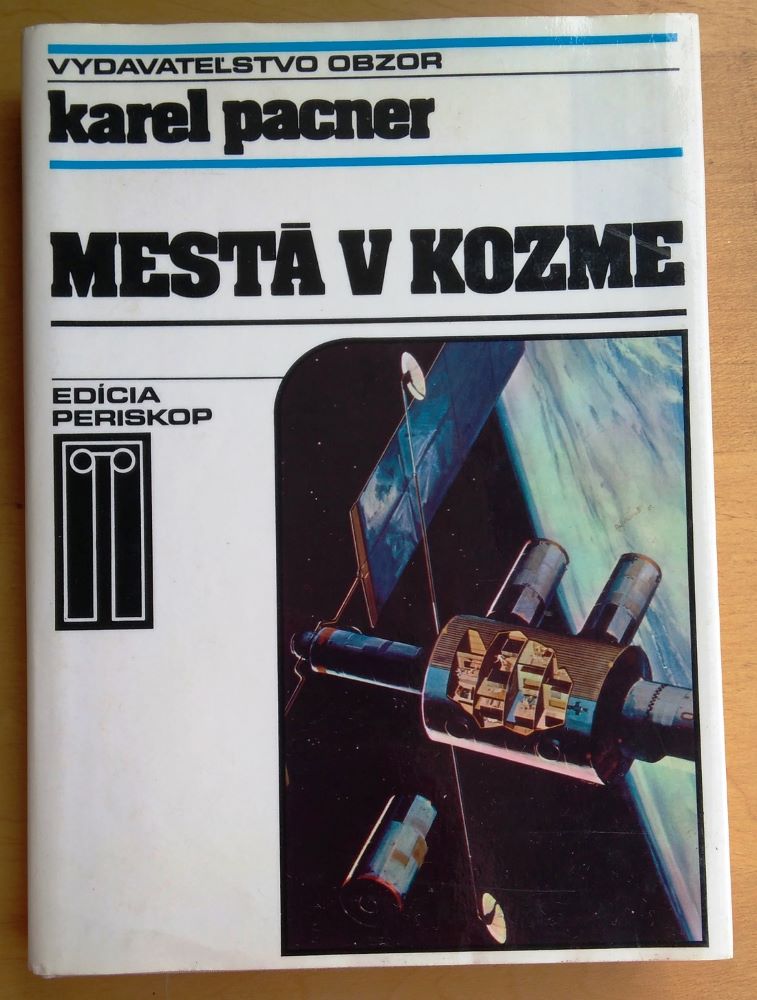 VYDAVATEĽSTVO OBZOR
karel pacner
MESTÁ V KOZME
EDÍCIA
PERISKOP